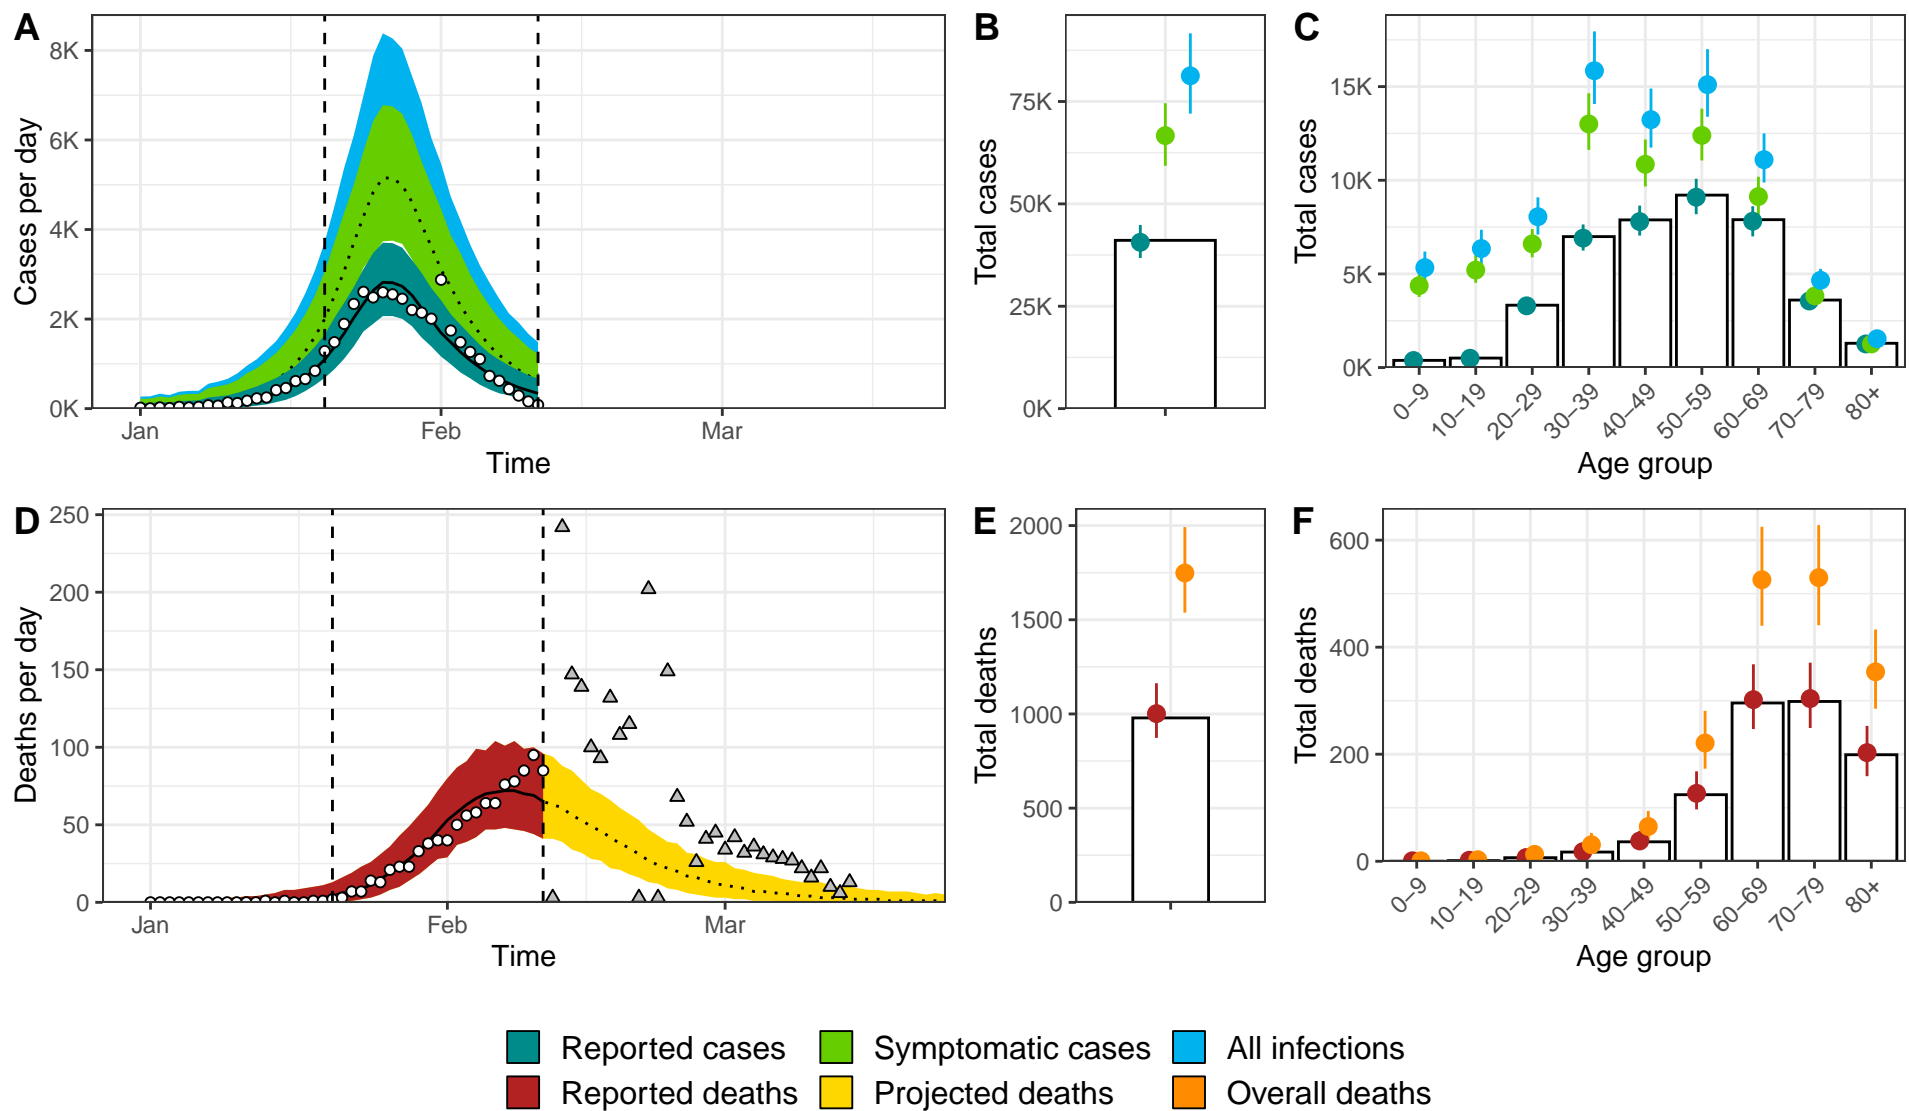 A
8K
6K
4K
2K
0K
Cases per day
Jan Feb Mar
Time
B
75K
50K
25K
0K
Total cases
C
15K
10K
5K
0K
Total cases
0–9 10–19 20–29 30–39 40–49 50–59 60–69 70–79 80+
Age group
D
250
200
150
100
50
0
Deaths per day
Jan Feb Mar
Time
E
2000
1500
1000
500
0
Total deaths
F
600
400
200
0
Total deaths
0–9 10–19 20–29 30–39 40–49 50–59 60–69 70–79 80+
Age group
Reported cases Symptomatic cases All infections
Reported deaths Projected deaths Overall deaths